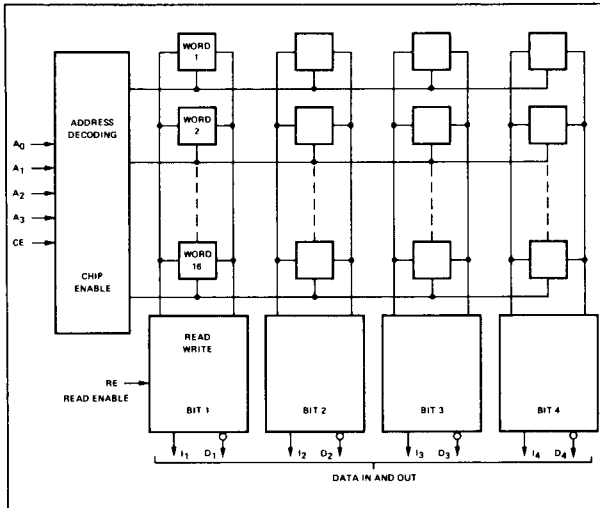 WORD
1
ADDRESS
DECODING
WORD
2
A0
A1
A2
A3
CE
WORD
16
CHIP
ENABLE
READ
WRITE
RE
READ ENABLE
BIT 1
BIT 2
BIT 3
BIT 4
I1 D1 I2 D2 I3 D3 I4 D4
DATA IN AND OUT